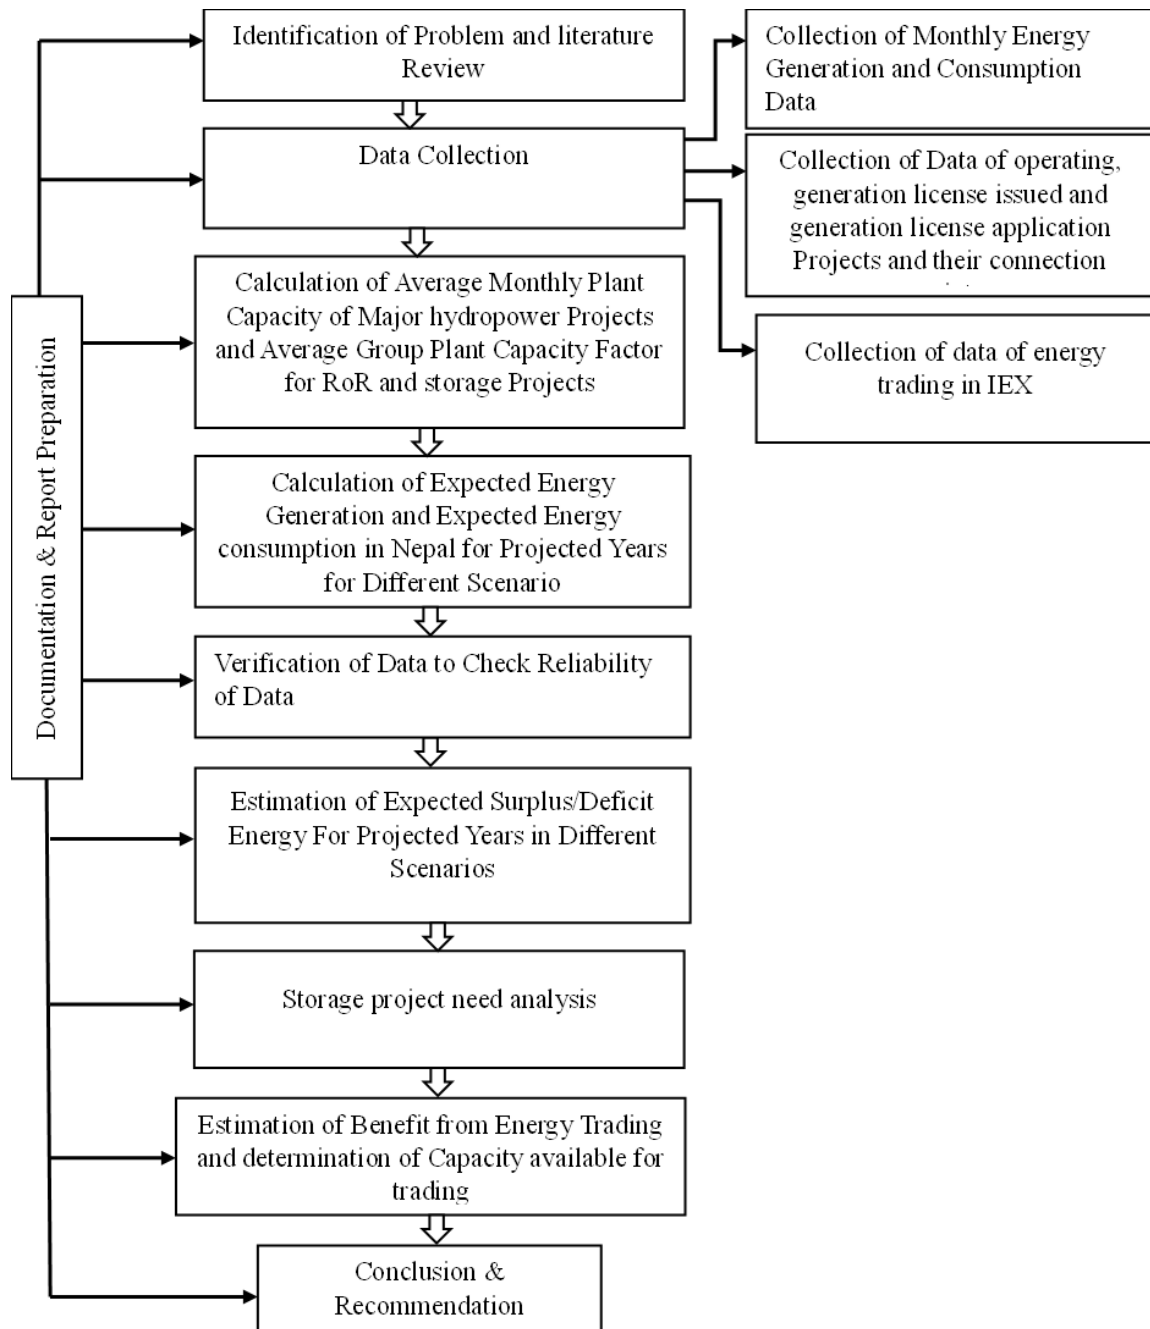 Identification of Problem and literature
Review
Collection of Monthly Energy
Generation and Consumption
Data
Data Collection
Collection of Data of operating,
generation license issued and
generation license application
Projects and their connection
Calculation of Average Monthly Plant
Capacity of Major hydropower Projects
and Average Group Plant Capacity Factor
for RoR and storage Projects
Collection of data of energy
trading in IEX
Documentation & Report Preparation
Calculation of Expected Energy
Generation and Expected Energy
consumption in Nepal for Projected Years
for Different Scenario
Verification of Data to Check Reliability
of Data
Estimation of Expected Surplus/Deficit
Energy For Projected Years in Different
Scenarios
Storage project need analysis
Estimation of Benefit from Energy Trading
and determination of Capacity available for
trading
Conclusion &
Recommendation